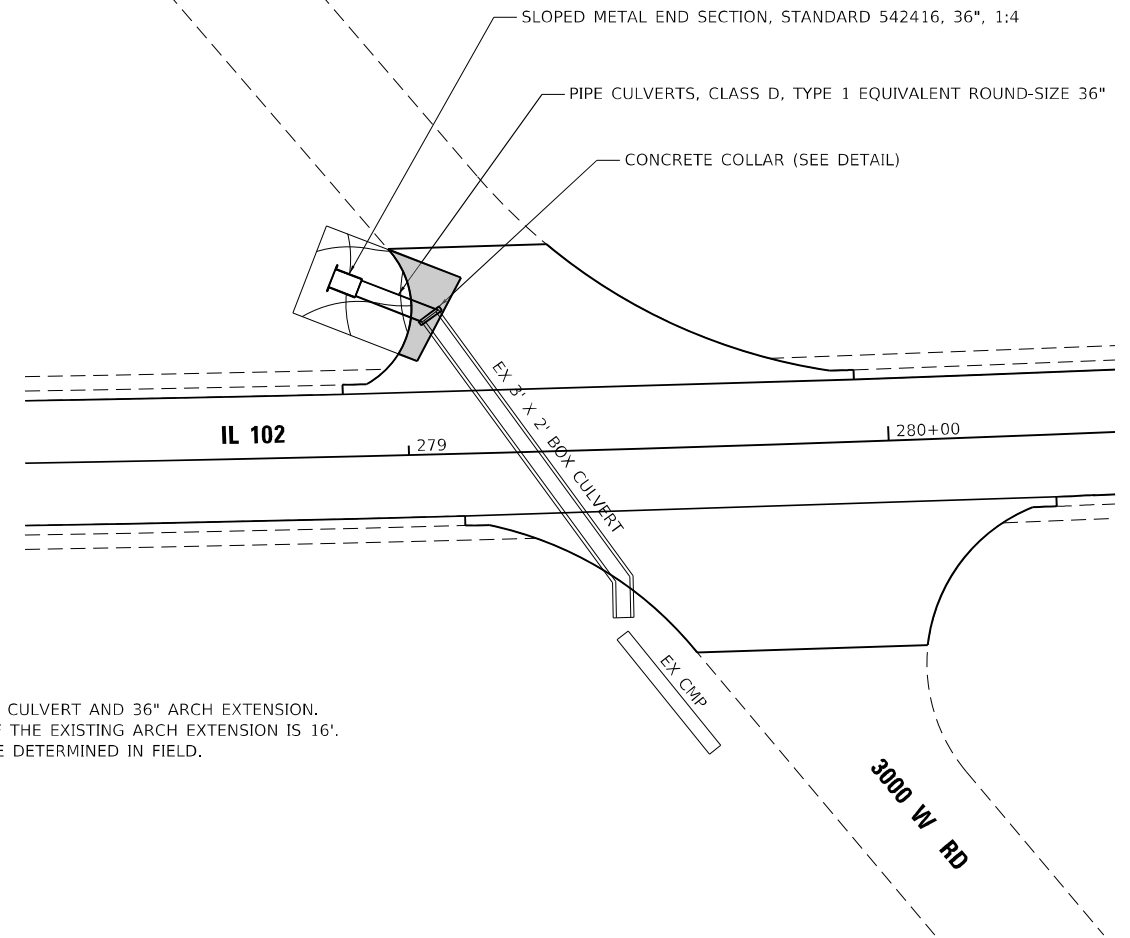 SLOPED METAL END SECTION, STANDARD 542416, 36", 1:4
PIPE CULVERTS, CLASS D, TYPE 1 EQUIVALENT ROUND-SIZE 36"
CONCRETE COLLAR (SEE DETAIL)
EX 3' X 2' BOX CULVERT
IL 102
279
280+00
EX CMP
CULVERT AND 36" ARCH EXTENSION.
THE EXISTING ARCH EXTENSION IS 16'.
DETERMINED IN FIELD.
3000 W RD